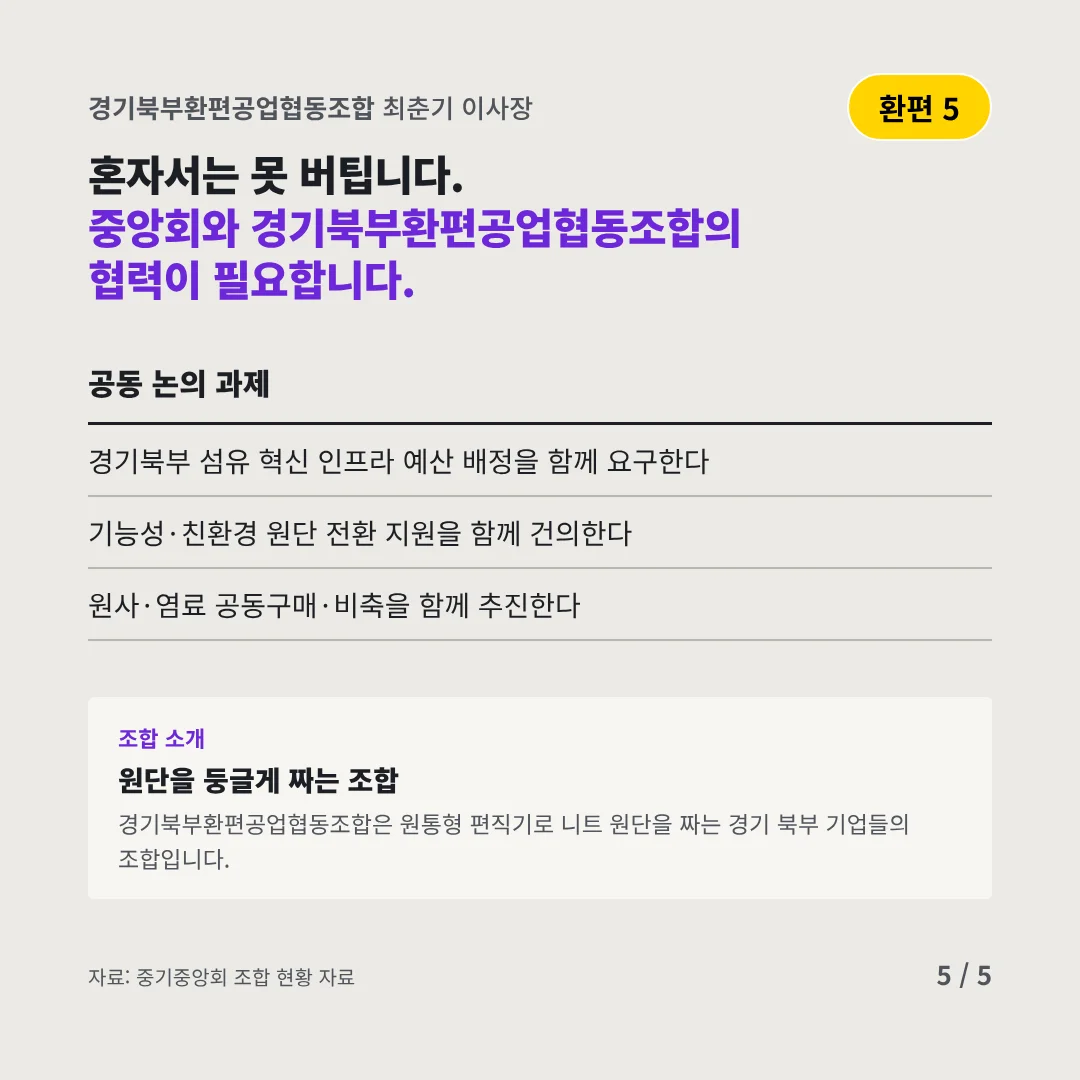 경기북부환편공업협동조합 최춘기 이사장
환편 5
혼자서는 못 버팁니다.
중앙회와 경기북부환편공업협동조합의
협력이 필요합니다.
공동 논의 과제
경기북부 섬유 혁신 인프라 예산 배정을 함께 요구한다
기능성·친환경 원단 전환 지원을 함께 건의한다
원사·염료 공동구매·비축을 함께 추진한다
조합 소개
원단을 둥글게 짜는 조합
경기북부환편공업협동조합은 원통형 편직기로 니트 원단을 짜는 경기 북부 기업들의
조합입니다.
자료: 중기중앙회 조합 현황 자료
5 / 5